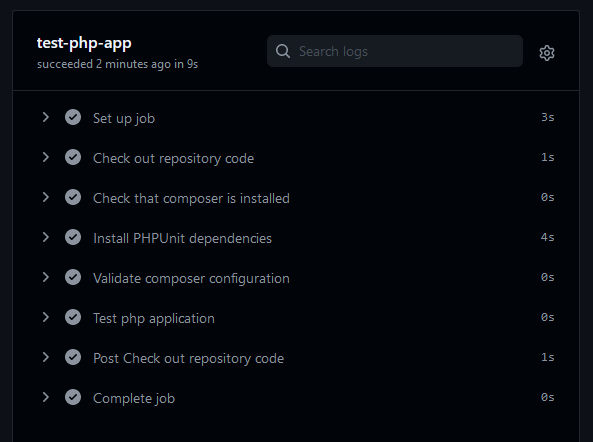 test-php-app
succeeded 2 minutes ago in 9s
Search logs
Set up job 3s
Check out repository code 1s
Check that composer is installed 0s
Install PHPUnit dependencies 4s
Validate composer configuration 0s
Test php application 0s
Post Check out repository code 1s
Complete job 0s